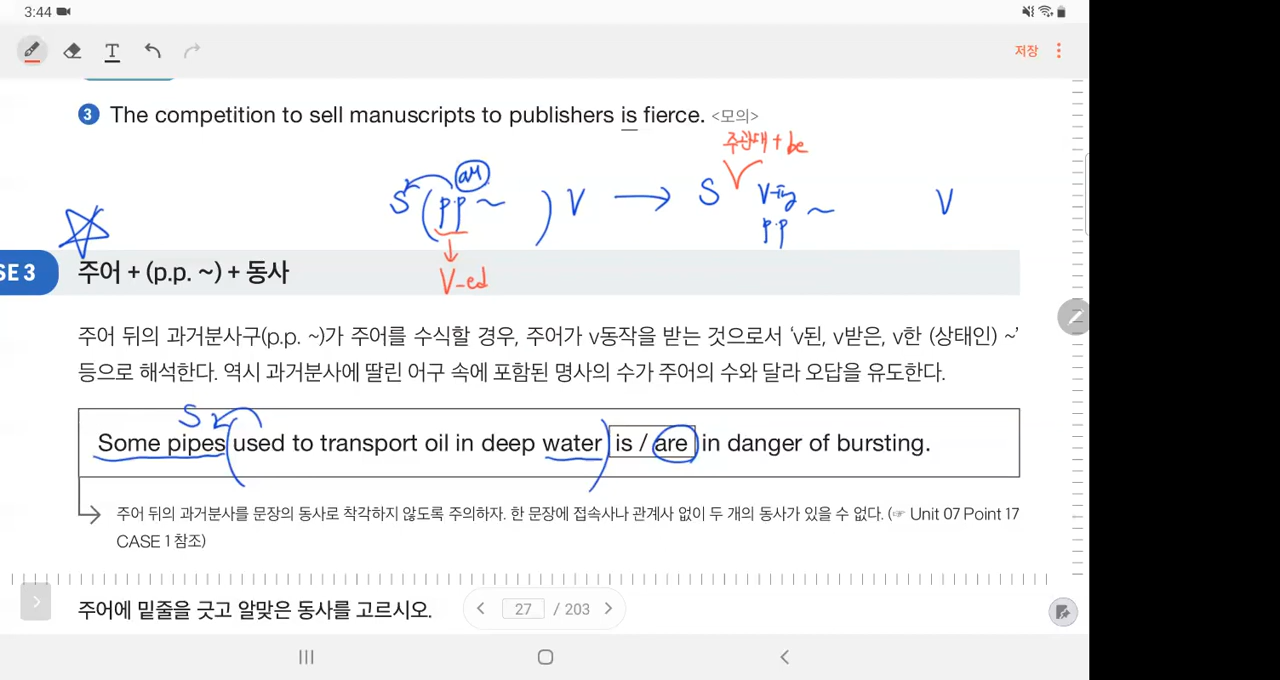 3:44
T
저장
3 The competition to sell manuscripts to publishers is fierce. <모의>
주관대 + be
am
S (p.p ~ ) V → S V-ing ~ V
p.p
V-ed
SE 3 주어 + (p.p. ~) + 동사
주어 뒤의 과거분사구(p.p. ~)가 주어를 수식할 경우, 주어가 v동작을 받는 것으로서 ‘v된, v받은, v한 (상태인) ~’
등으로 해석한다. 역시 과거분사에 딸린 어구 속에 포함된 명사의 수가 주어의 수와 달라 오답을 유도한다.
S
Some pipes (used to transport oil in deep water) is / are in danger of bursting.
주어 뒤의 과거분사를 문장의 동사로 착각하지 않도록 주의하자. 한 문장에 접속사나 관계사 없이 두 개의 동사가 있을 수 없다. (☞ Unit 07 Point 17
CASE 1 참조)
주어에 밑줄을 긋고 알맞은 동사를 고르시오.
27 / 203